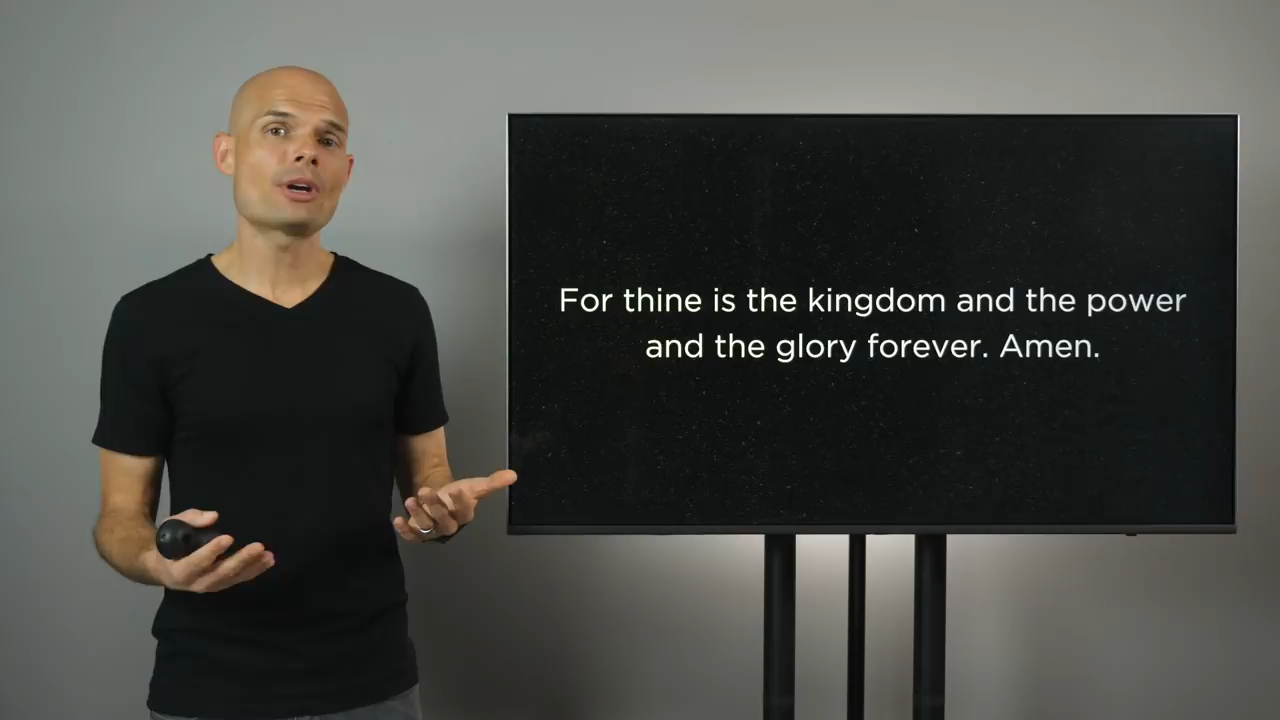 For thine is the kingdom and the power
and the glory forever. Amen.